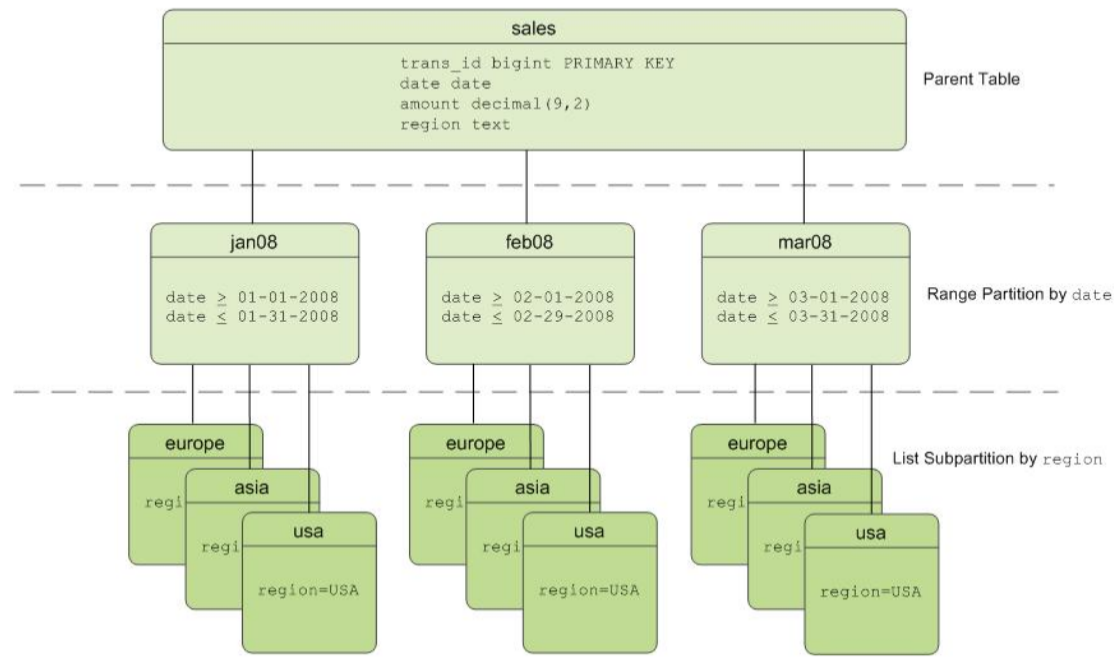 sales
trans_id bigint PRIMARY KEY
date date
amount decimal(9,2)
region text
Parent Table
jan08
date ≥ 01-01-2008
date ≤ 01-31-2008
feb08
date ≥ 02-01-2008
date ≤ 02-29-2008
mar08
date ≥ 03-01-2008
date ≤ 03-31-2008
Range Partition by date
europe
regi
asia
regi
usa
region=USA
europe
regi
asia
regi
usa
region=USA
europe
regi
asia
regi
usa
region=USA
List Subpartition by region